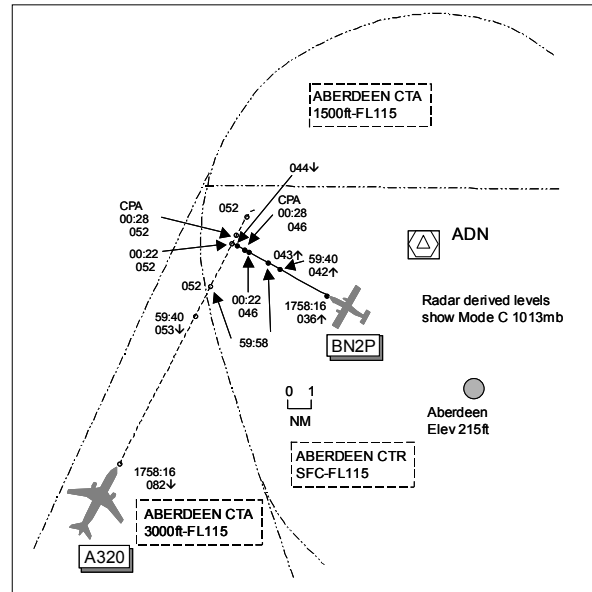 ABERDEEN CTA
1500ft-FL115
044↓
CPA
00:28
052
052
CPA
00:28
046
ADN
00:22
052
043↑
59:40
042↑
052
00:22
046
1758:16
036↑
Radar derived levels
show Mode C 1013mb
59:40
053↓
59:58
BN2P
0 1
NM
Aberdeen
Elev 215ft
ABERDEEN CTR
SFC-FL115
1758:16
082↓
ABERDEEN CTA
3000ft-FL115
A320